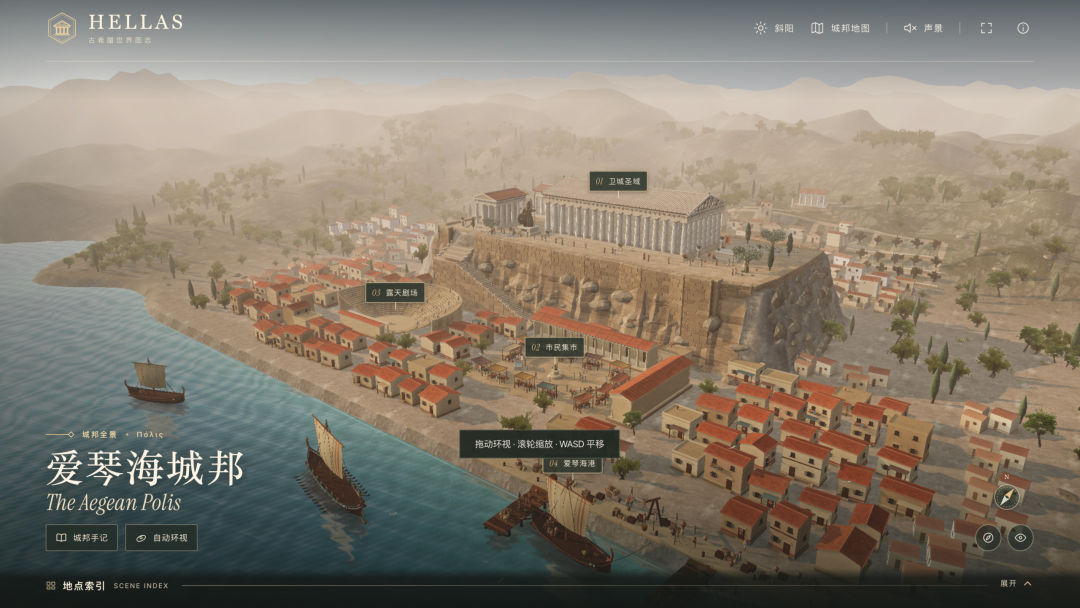 HELLAS
古希腊世界图志
斜阳
城邦地图
声景
01 卫城圣域
03 露天剧场
02 市民集市
拖动环视 · 滚轮缩放 · WASD 平移
04 爱琴海港
城邦全景 · Πόλις
爱琴海城邦
The Aegean Polis
城邦手记
自动环视
N
地点索引 SCENE INDEX
展开